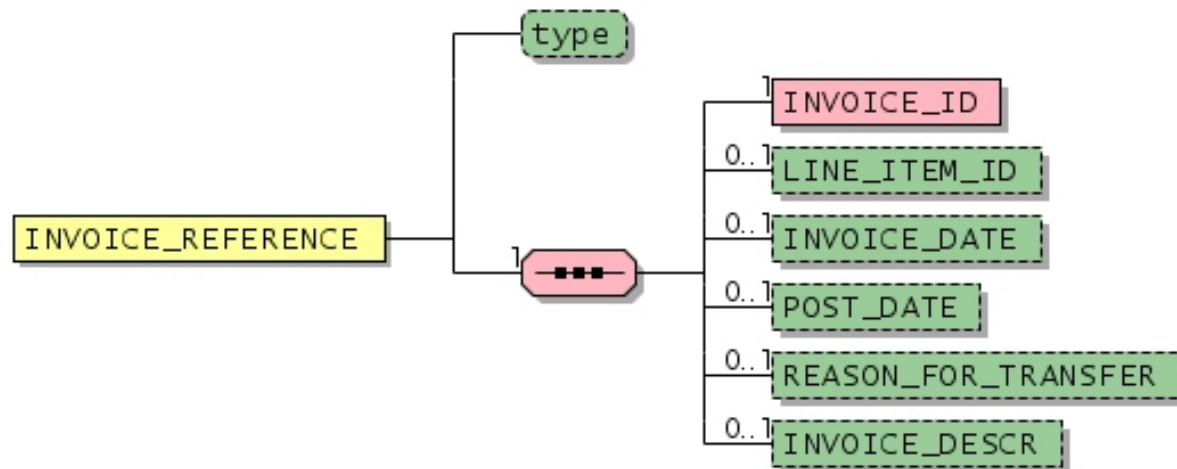 type
1
INVOICE_ID
0..1
LINE_ITEM_ID
0..1
INVOICE_REFERENCE
INVOICE_DATE
1
0..1
POST_DATE
0..1
REASON_FOR_TRANSFER
0..1
INVOICE_DESCR